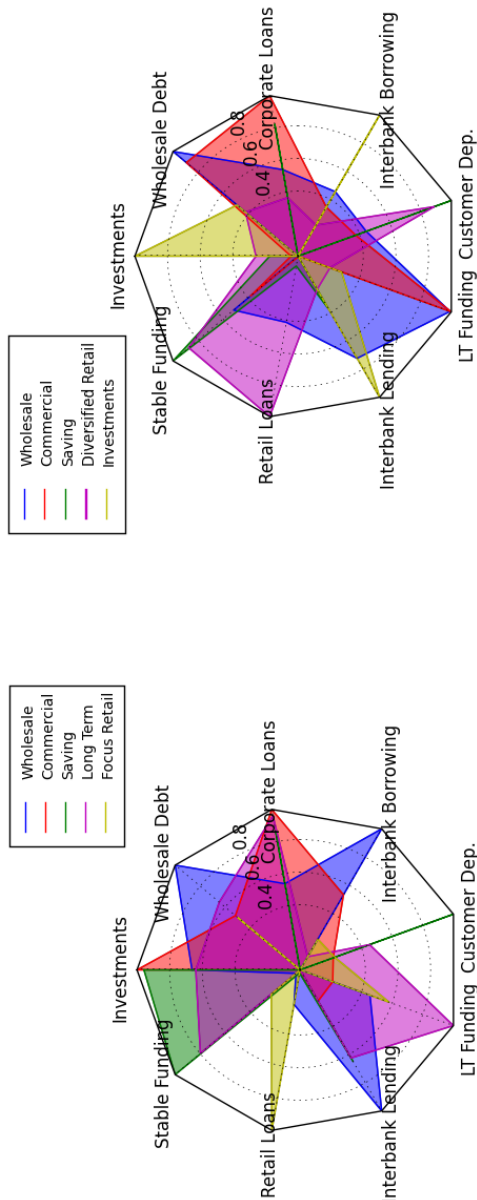 Wholesale
Commercial
Saving
Diversified Retail
Investments
Investments
Wholesale Debt
Corporate Loans
Interbank Borrowing
Customer Dep.
LT Funding
Interbank Lending
Retail Loans
Stable Funding
0.4
0.6
0.8
Wholesale
Commercial
Saving
Long Term
Focus Retail
Investments
Wholesale Debt
Corporate Loans
Interbank Borrowing
Customer Dep.
LT Funding
Interbank Lending
Retail Loans
Stable Funding
0.4
0.6
0.8